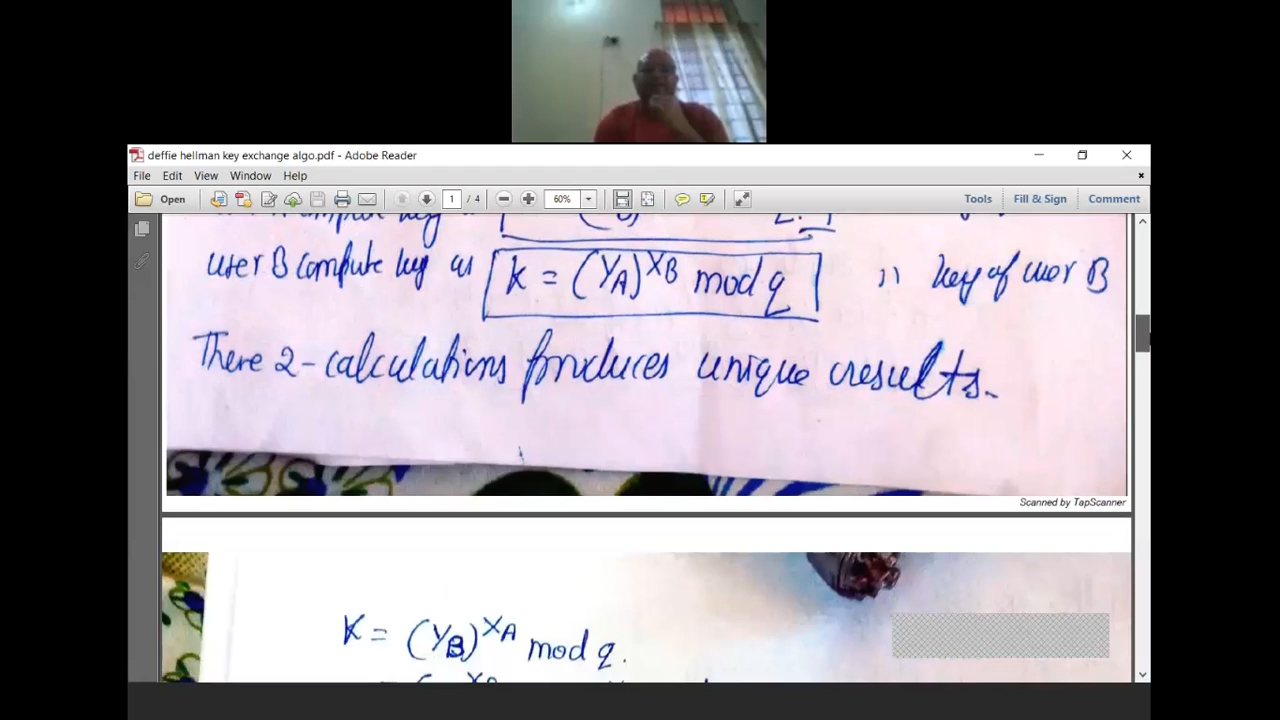 deffie hellman key exchange algo.pdf - Adobe Reader
File Edit View Window Help
Open 1 / 4 60% Tools Fill & Sign Comment
user B compute key as K = (YA)^XB mod q " key of user B
There 2-calculations produces unique results.
Scanned by TapScanner
K = (YB)^XA mod q.